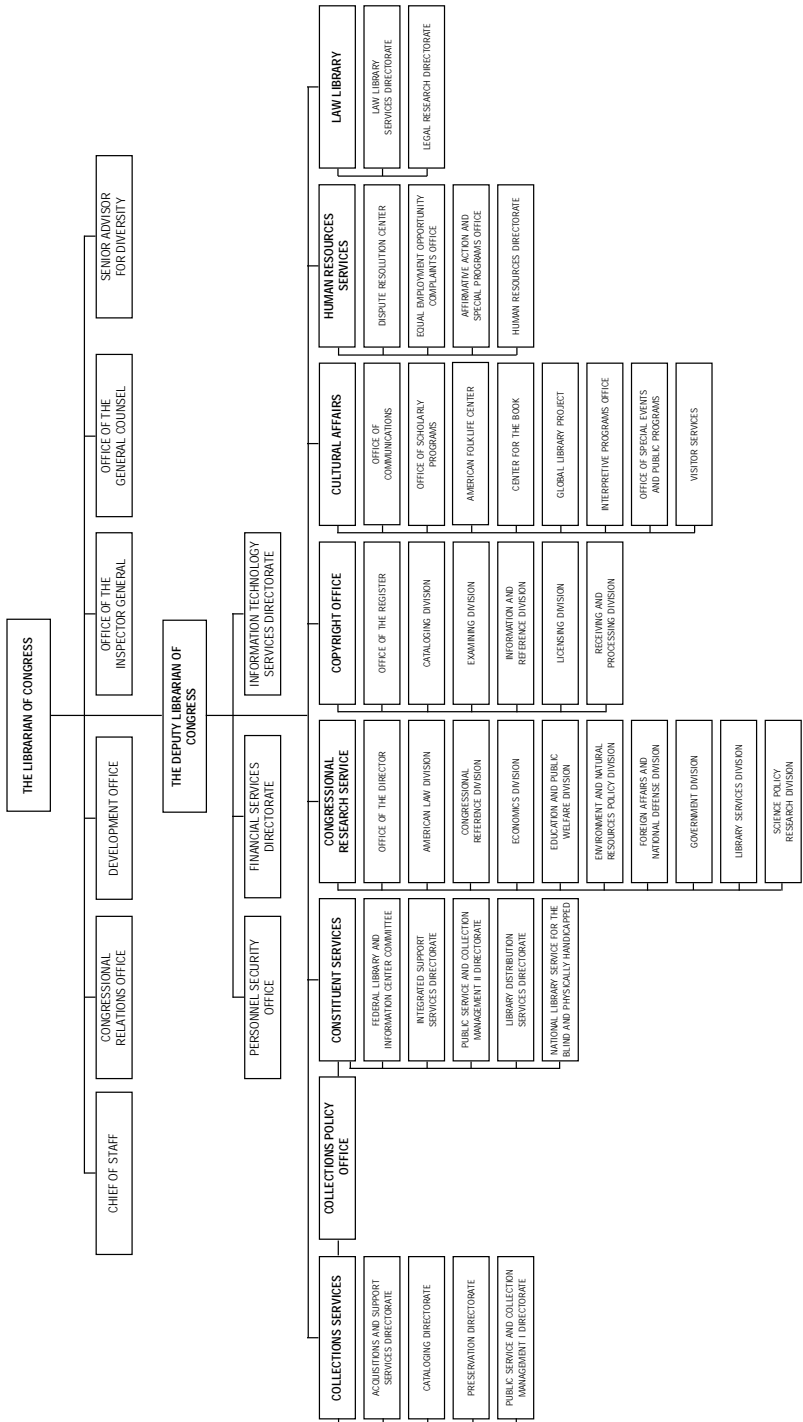 THE LIBRARIAN OF CONGRESS
CHIEF OF STAFF
CONGRESSIONAL
RELATIONS OFFICE
DEVELOPMENT OFFICE
OFFICE OF THE
INSPECTOR GENERAL
OFFICE OF THE
GENERAL COUNSEL
SENIOR ADVISOR
FOR DIVERSITY
THE DEPUTY LIBRARIAN OF
CONGRESS
PERSONNEL SECURITY
OFFICE
FINANCIAL SERVICES
DIRECTORATE
INFORMATION TECHNOLOGY
SERVICES DIRECTORATE
COLLECTIONS SERVICES
ACQUISITIONS AND SUPPORT
SERVICES DIRECTORATE
CATALOGING DIRECTORATE
PRESERVATION DIRECTORATE
PUBLIC SERVICE AND COLLECTION
MANAGEMENT I DIRECTORATE
COLLECTIONS POLICY
OFFICE
CONSTITUENT SERVICES
FEDERAL LIBRARY AND
INFORMATION CENTER COMMITTEE
INTEGRATED SUPPORT
SERVICES DIRECTORATE
PUBLIC SERVICE AND COLLECTION
MANAGEMENT II DIRECTORATE
LIBRARY DISTRIBUTION
SERVICES DIRECTORATE
NATIONAL LIBRARY SERVICE FOR THE
BLIND AND PHYSICALLY HANDICAPPED
CONGRESSIONAL
RESEARCH SERVICE
OFFICE OF THE DIRECTOR
AMERICAN LAW DIVISION
CONGRESSIONAL
REFERENCE DIVISION
ECONOMICS DIVISION
EDUCATION AND PUBLIC
WELFARE DIVISION
ENVIRONMENT AND NATURAL
RESOURCES POLICY DIVISION
FOREIGN AFFAIRS AND
NATIONAL DEFENSE DIVISION
GOVERNMENT DIVISION
LIBRARY SERVICES DIVISION
SCIENCE POLICY
RESEARCH DIVISION
COPYRIGHT OFFICE
OFFICE OF THE REGISTER
CATALOGING DIVISION
EXAMINING DIVISION
INFORMATION AND
REFERENCE DIVISION
LICENSING DIVISION
RECEIVING AND
PROCESSING DIVISION
CULTURAL AFFAIRS
OFFICE OF
COMMUNICATIONS
OFFICE OF SCHOLARLY
PROGRAMS
AMERICAN FOLKLIFE CENTER
CENTER FOR THE BOOK
GLOBAL LIBRARY PROJECT
INTERPRETIVE PROGRAMS OFFICE
OFFICE OF SPECIAL EVENTS
AND PUBLIC PROGRAMS
VISITOR SERVICES
HUMAN RESOURCES
SERVICES
DISPUTE RESOLUTION CENTER
EQUAL EMPLOYMENT OPPORTUNITY
COMPLAINTS OFFICE
AFFIRMATIVE ACTION AND
SPECIAL PROGRAMS OFFICE
HUMAN RESOURCES DIRECTORATE
LAW LIBRARY
LAW LIBRARY
SERVICES DIRECTORATE
LEGAL RESEARCH DIRECTORATE